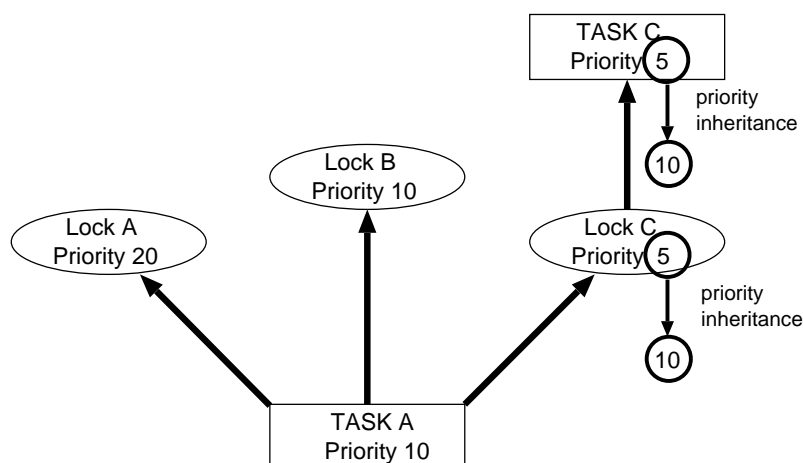 TASK C
Priority 5
priority
inheritance
10
Lock B
Priority 10
Lock A
Priority 20
Lock C
Priority 5
priority
inheritance
10
TASK A
Priority 10